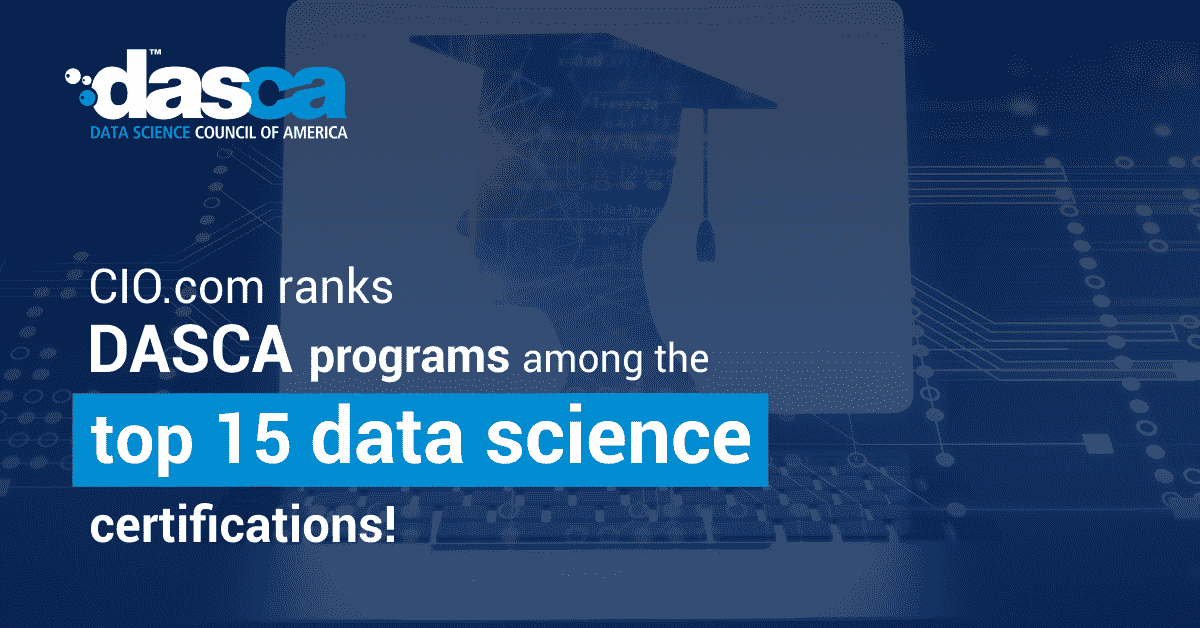 dasca™
DATA SCIENCE COUNCIL OF AMERICA
CIO.com ranks
DASCA programs among the
top 15 data science
certifications!